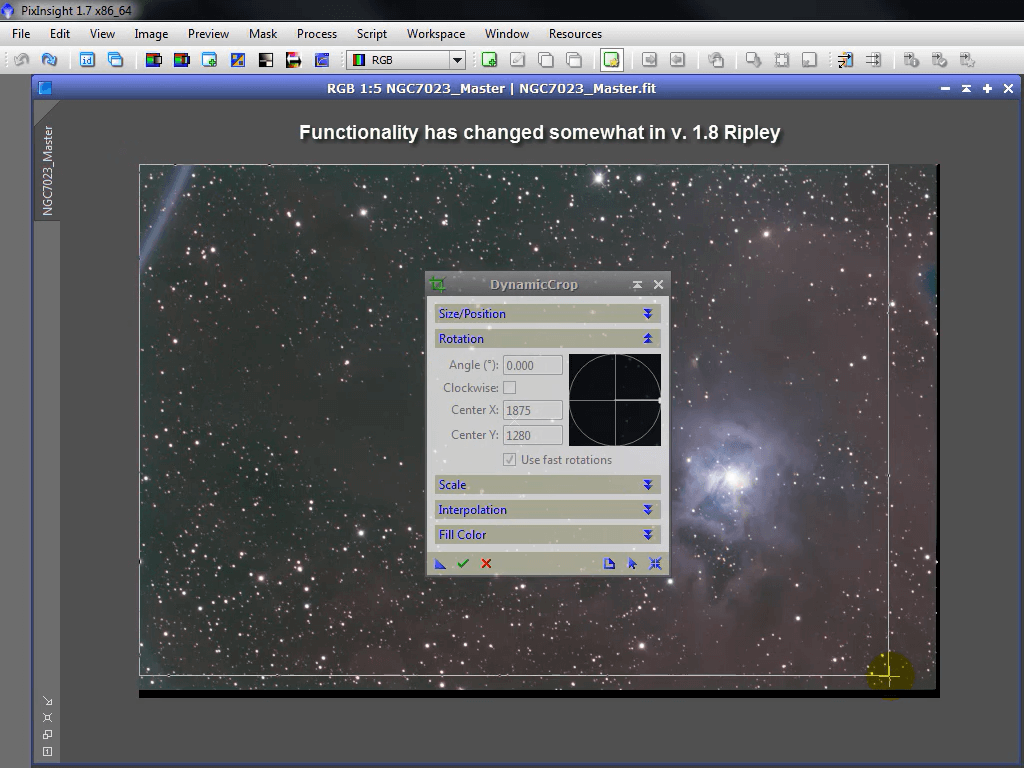 PixInsight 1.7 x86_64
File Edit View Image Preview Mask Process Script Workspace Window Resources
id RGB
RGB 1:5 NGC7023_Master | NGC7023_Master.fit
NGC7023_Master
Functionality has changed somewhat in v. 1.8 Ripley
DynamicCrop
Size/Position
Rotation
Angle (°): 0.000
Clockwise:
Center X: 1875
Center Y: 1280
Use fast rotations
Scale
Interpolation
Fill Color